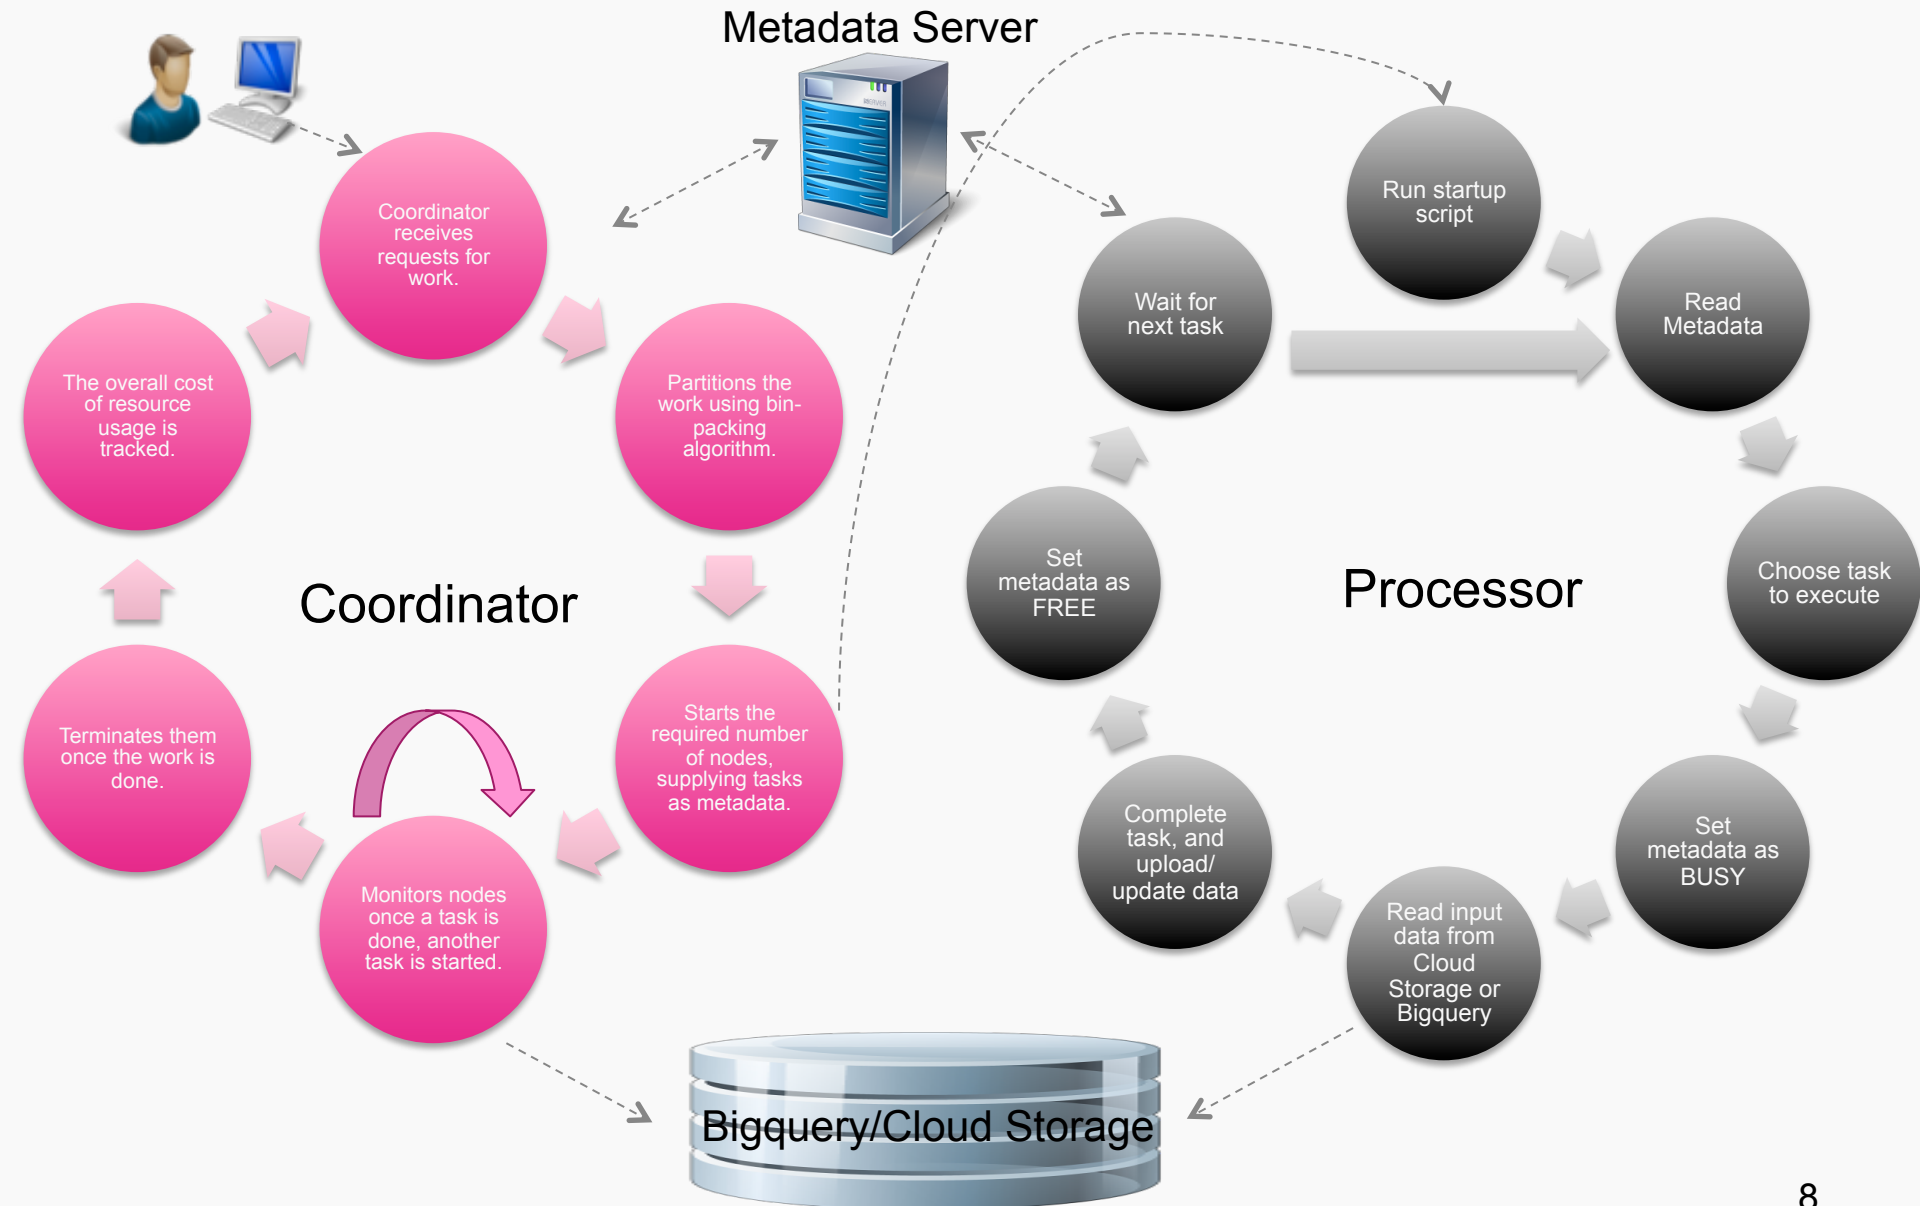 Metadata Server
Coordinator
receives
requests for
work.
Partitions the
work using bin-
packing
algorithm.
Starts the
required number
of nodes,
supplying tasks
as metadata.
Monitors nodes
once a task is
done, another
task is started.
Terminates them
once the work is
done.
The overall cost
of resource
usage is
tracked.
Coordinator
Run startup
script
Read
Metadata
Choose task
to execute
Set
metadata as
BUSY
Read input
data from
Cloud
Storage or
Bigquery
Complete
task, and
upload/
update data
Set
metadata as
FREE
Wait for
next task
Processor
Bigquery/Cloud Storage
8